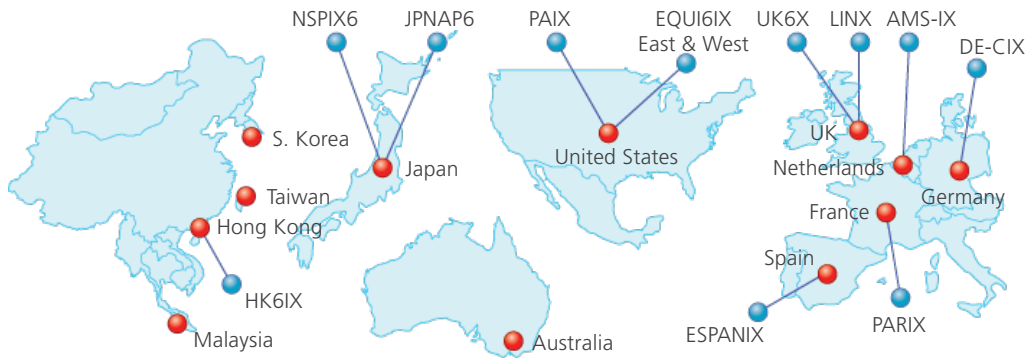 NSPIX6
JPNAP6
PAIX
EQUI6IX
East & West
UK6X
LINX
AMS-IX
DE-CIX
S. Korea
Taiwan
Hong Kong
HK6IX
Malaysia
Japan
United States
Australia
UK
Netherlands
Germany
France
Spain
ESPANIX
PARIX